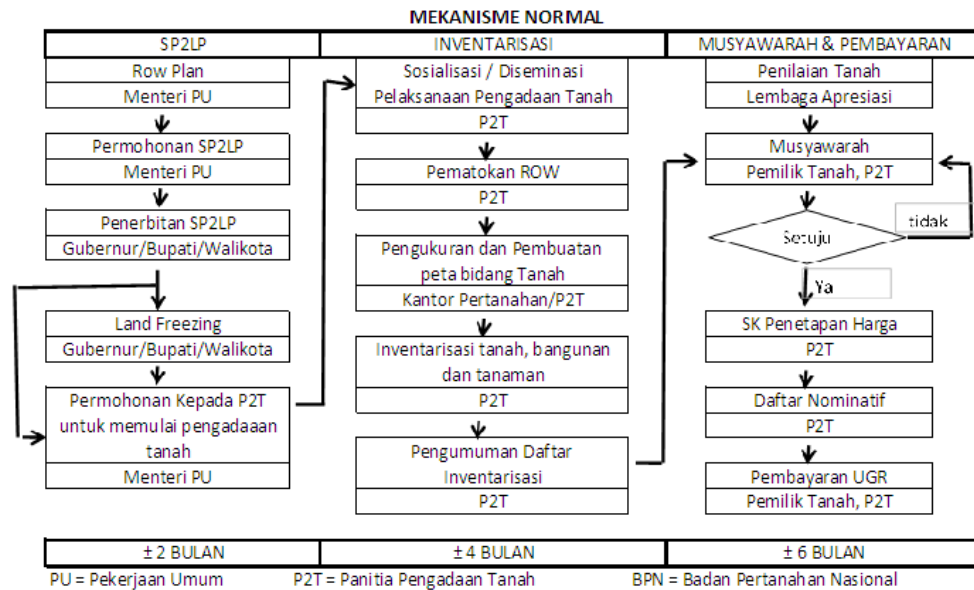 MEKANISME NORMAL
SP2LP
Row Plan
Menteri PU
Permohonan SP2LP
Menteri PU
Penerbitan SP2LP
Gubernur/Bupati/Walikota
Land Freezing
Gubernur/Bupati/Walikota
Permohonan Kepada P2T
untuk memulai pengadaaan
tanah
Menteri PU
± 2 BULAN
INVENTARISASI
Sosialisasi / Diseminasi
Pelaksanaan Pengadaan Tanah
P2T
Pematokan ROW
P2T
Pengukuran dan Pembuatan
peta bidang Tanah
Kantor Pertanahan/P2T
Inventarisasi tanah, bangunan
dan tanaman
P2T
Pengumuman Daftar
Inventarisasi
P2T
± 4 BULAN
MUSYAWARAH & PEMBAYARAN
Penilaian Tanah
Lembaga Apresiasi
Musyawarah
Pemilik Tanah, P2T
Setuju
tidak
Ya
SK Penetapan Harga
P2T
Daftar Nominatif
P2T
Pembayaran UGR
Pemilik Tanah, P2T
± 6 BULAN
PU = Pekerjaan Umum
P2T = Panitia Pengadaan Tanah
BPN = Badan Pertanahan Nasional